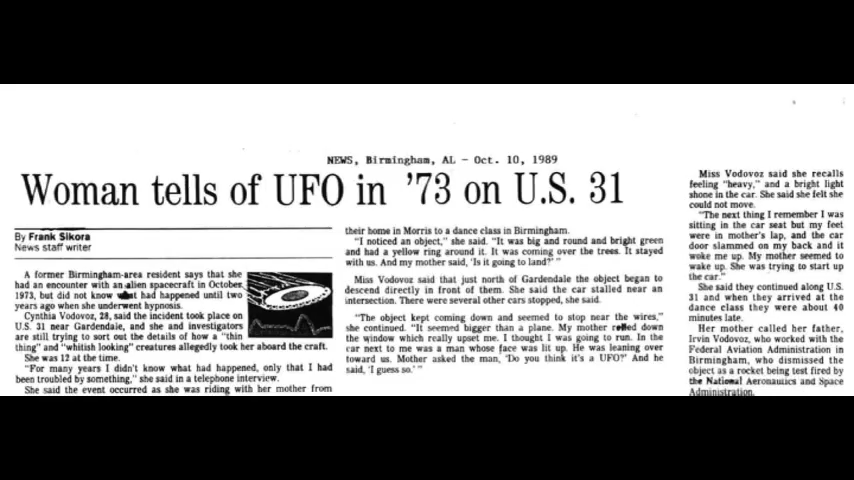 NEWS, Birmingham, AL - Oct. 10, 1989
Woman tells of UFO in '73 on U.S. 31
By Frank Sikora
News staff writer
A former Birmingham-area resident says that she
had an encounter with an alien spacecraft in October
1973, but did not know what had happened until two
years ago when she underwent hypnosis.
Cynthia Vodovoz, 28, said the incident took place on
U.S. 31 near Gardendale, and she and investigators
are still trying to sort out the details of how a "thin
thing" and "whitish looking" creatures allegedly took her aboard the craft.
She was 12 at the time.
"For many years I didn't know what had happened, only that I had
been troubled by something," she said in a telephone interview.
She said the event occurred as she was riding with her mother from
their home in Morris to a dance class in Birmingham.
"I noticed an object," she said. "It was big and round and bright green
and had a yellow ring around it. It was coming over the trees. It stayed
with us. And my mother said, 'Is it going to land?' "
Miss Vodovoz said that just north of Gardendale the object began to
descend directly in front of them. She said the car stalled near an
intersection. There were several other cars stopped, she said.
"The object kept coming down and seemed to stop near the wires,"
she continued. "It seemed bigger than a plane. My mother rolled down
the window which really upset me. I thought I was going to run. In the
car next to me was a man whose face was lit up. He was leaning over
toward us. Mother asked the man, 'Do you think it's a UFO?' And he
said, 'I guess so.' "
Miss Vodovoz said she recalls
feeling "heavy," and a bright light
shone in the car. She said she felt she
could not move.
"The next thing I remember I was
sitting in the car seat but my feet
were in mother's lap, and the car
door slammed on my back and it
woke me up. My mother seemed to
wake up. She was trying to start up
the car."
She said they continued along U.S.
31 and when they arrived at the
dance class they were about 40
minutes late.
Her mother called her father,
Irvin Vodovoz, who worked with the
Federal Aviation Administration in
Birmingham, who dismissed the
object as a rocket being test fired by
the National Aeronautics and Space
Administration.